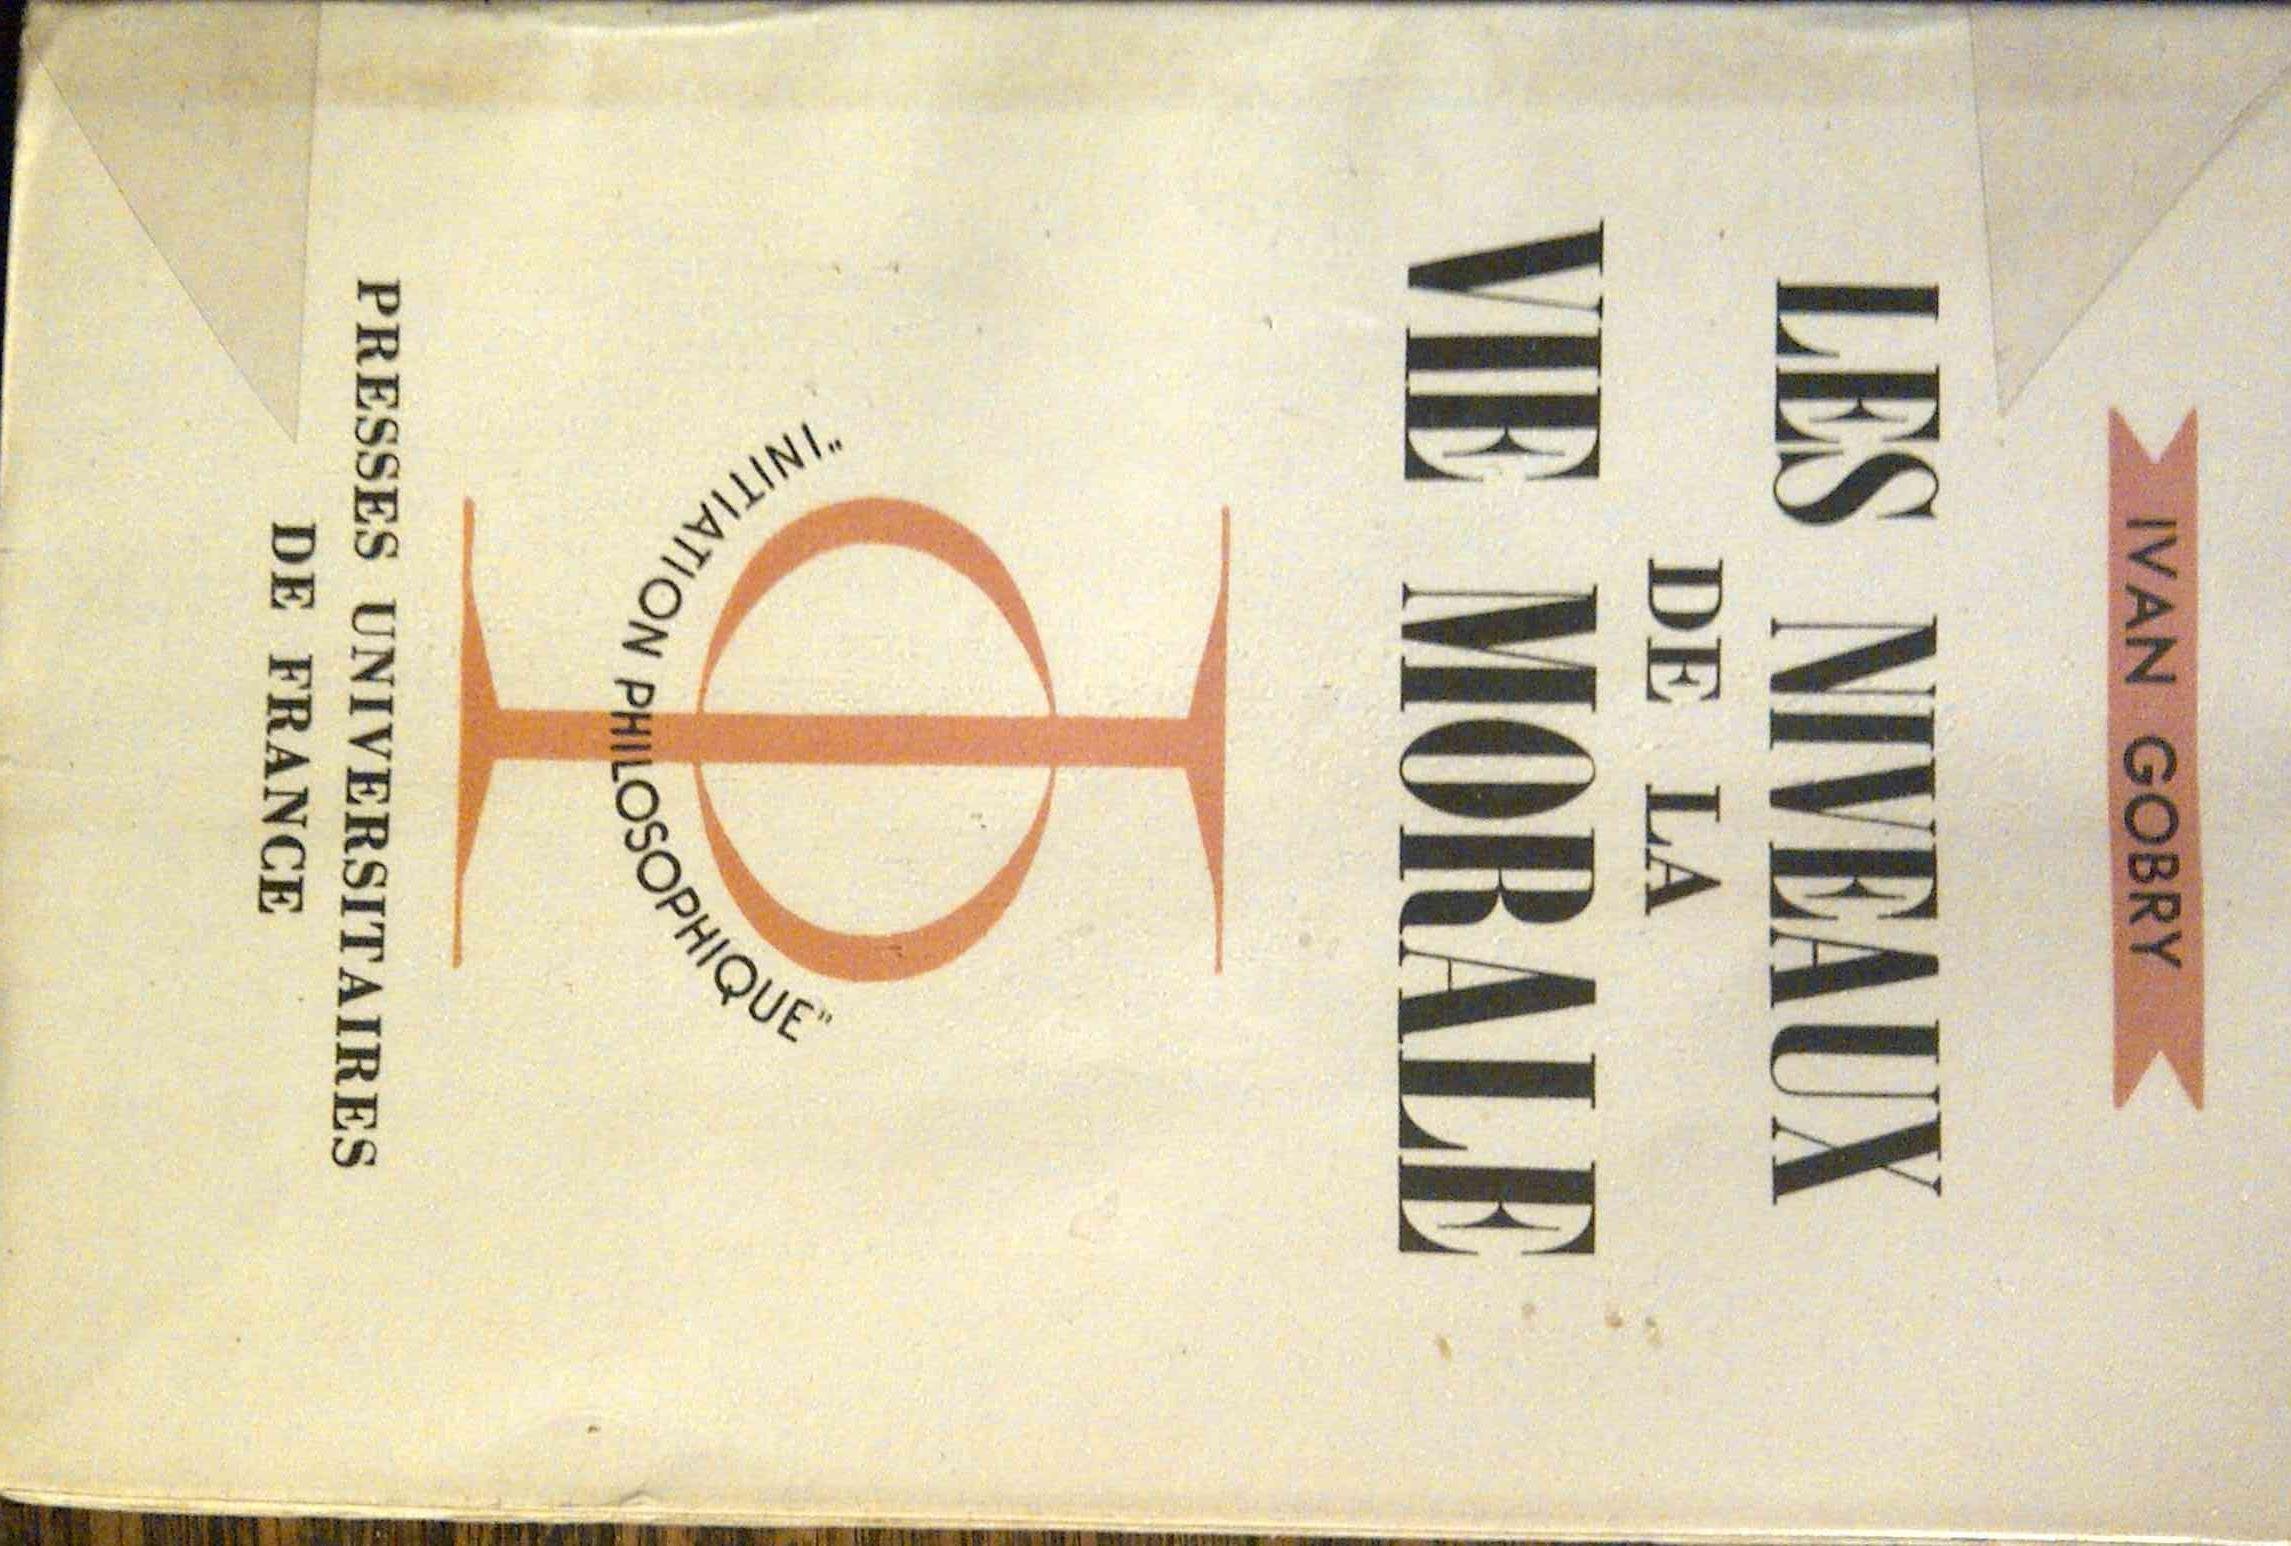 IVAN GOBRY
LES NIVEAUX
DE LA
VIE MORALE
"INITIATION PHILOSOPHIQUE"
PRESSES UNIVERSITAIRES
DE FRANCE